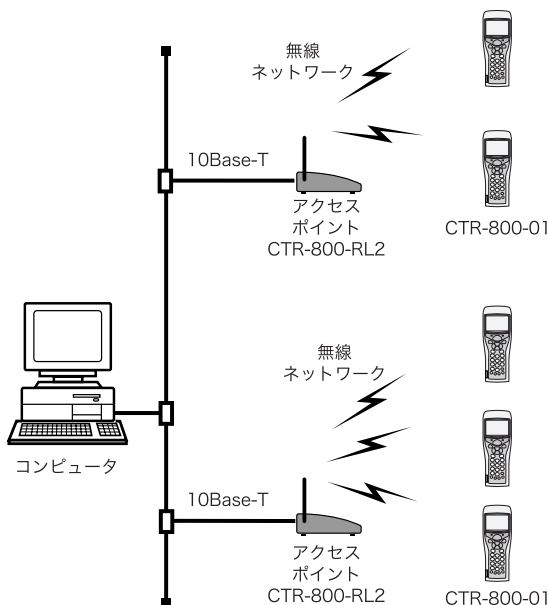 無線
ネットワーク
10Base-T
アクセス
ポイント
CTR-800-RL2
CTR-800-01
無線
ネットワーク
コンピュータ
10Base-T
アクセス
ポイント
CTR-800-RL2
CTR-800-01